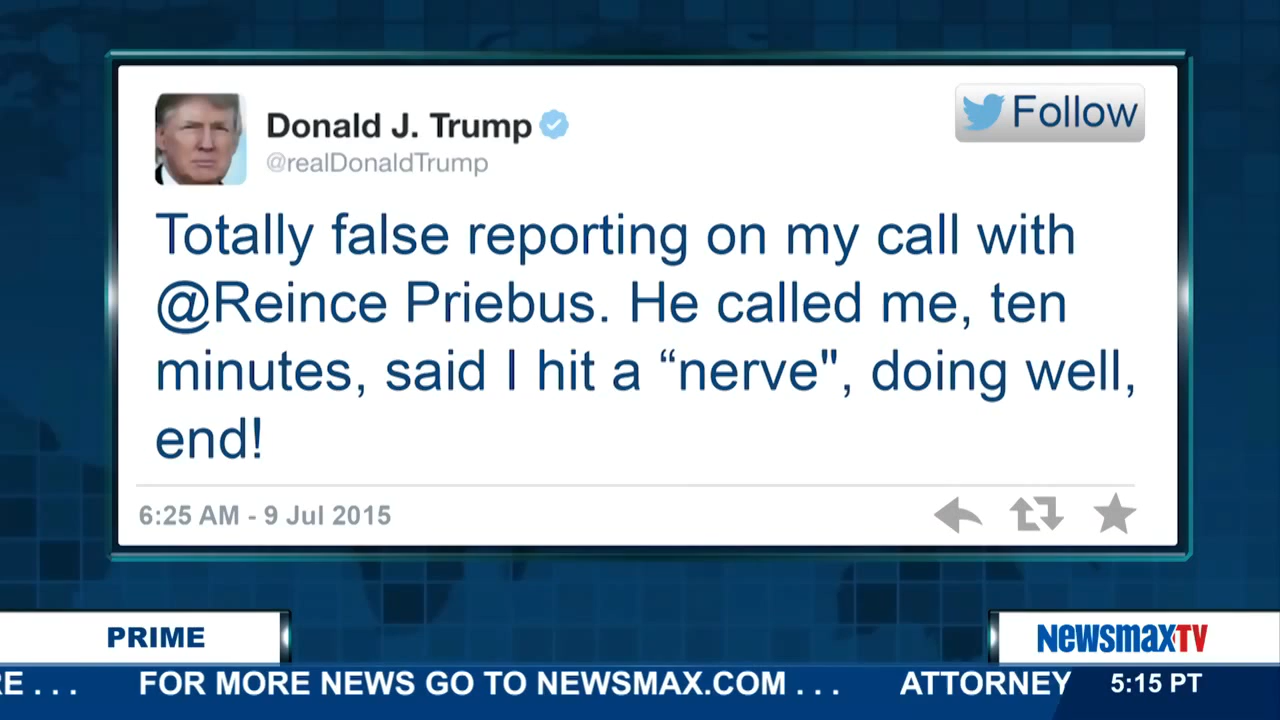 Donald J. Trump
@realDonaldTrump
Follow
Totally false reporting on my call with
@Reince Priebus. He called me, ten
minutes, said I hit a “nerve", doing well,
end!
6:25 AM - 9 Jul 2015
PRIME
NEWSMAXTV
RE . . . FOR MORE NEWS GO TO NEWSMAX.COM . . . ATTORNEY 5:15 PT